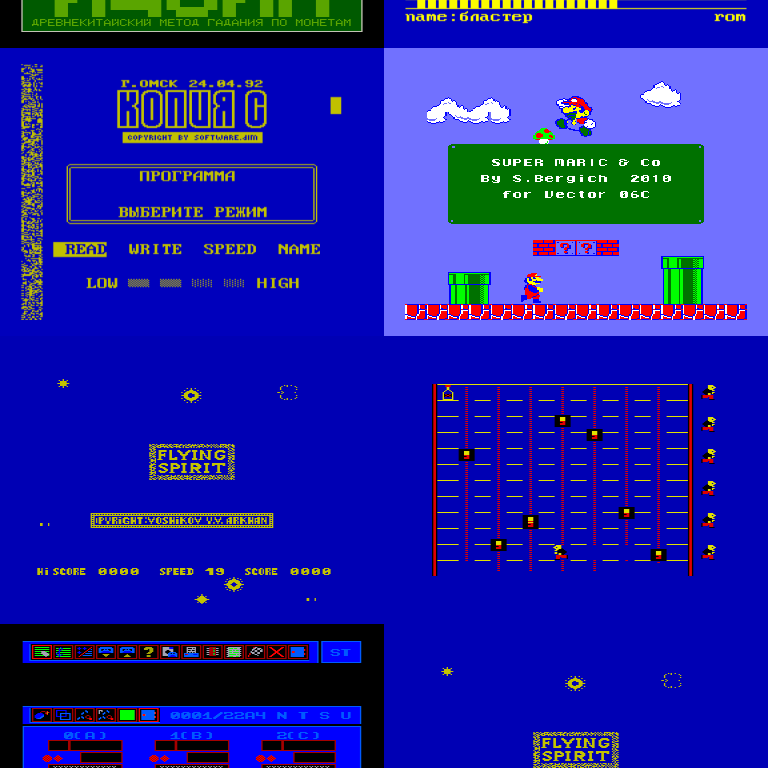 ДРЕВНЕКИТАЙСКИЙ МЕТОД ГАДАНИЯ ПО МОНЕТАМ
name:бластер rom
Г.ОМСК 24.04.92
КОПИЯ C
COPYRIGHT BY SOFTWARE.JIM
ПРОГРАММА
ВЫБЕРИТЕ РЕЖИМ
READ WRITE SPEED NAME
LOW HIGH
SUPER MARIC & Co
By S.Bergich 2010
for Vector 06C
? ?
FLYING
SPIRIT
OPYRIGHT:YOSHIKOV V.V. ARKHAN
Hi SCORE 0000 SPEED 19 SCORE 0000
?
ST
0001/22A4 N T S U
0(A) 1(B) 2(C)
FLYING
SPIRIT